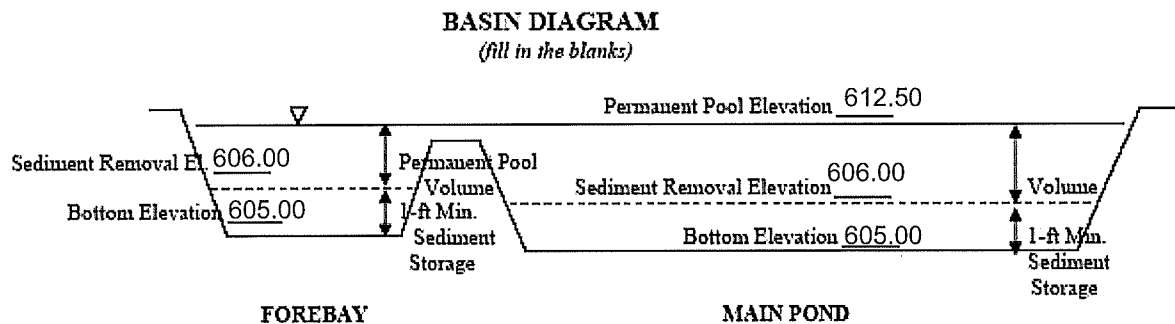 BASIN DIAGRAM
(fill in the blanks)
Permanent Pool Elevation 612.50
Sediment Removal El. 606.00
Permanent Pool
Volume
Sediment Removal Elevation 606.00
Volume
Bottom Elevation 605.00
1-ft Min.
Sediment
Storage
Bottom Elevation 605.00
1-ft Min.
Sediment
Storage
FOREBAY
MAIN POND